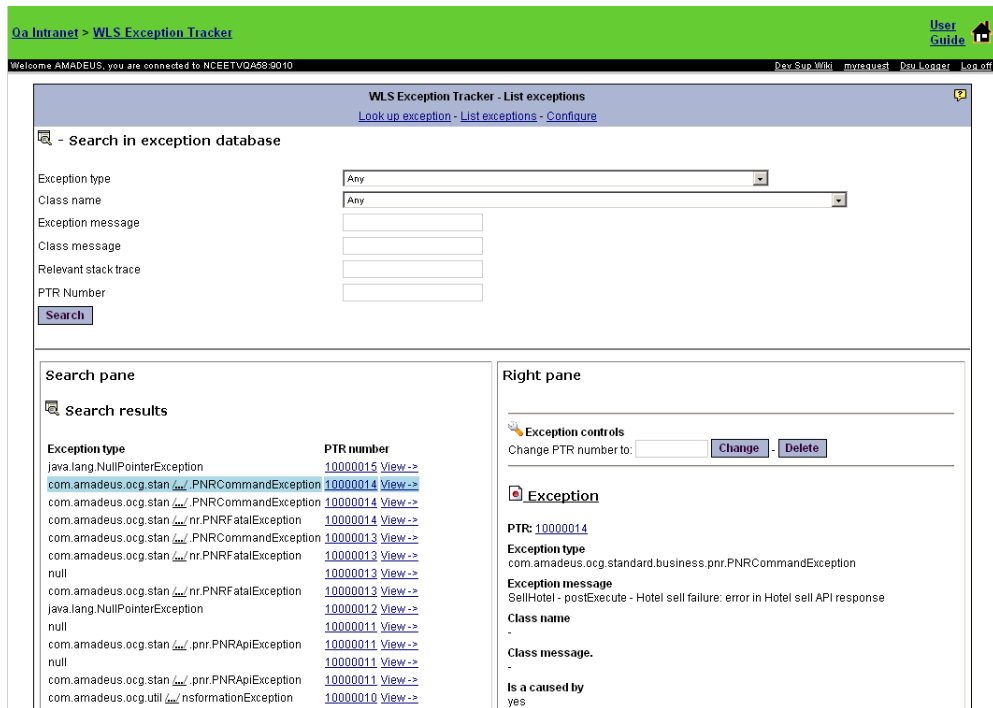 Qa Intranet > WLS Exception Tracker
User Guide
Welcome AMADEUS, you are connected to NCEETVQA58:9010
Dev Sup Wiki myrequest Dsu Logger Log off
WLS Exception Tracker - List exceptions
Look up exception - List exceptions - Configure
- Search in exception database
Exception type Any
Class name Any
Exception message
Class message
Relevant stack trace
PTR Number
Search
Search pane
Search results
Exception type PTR number
java.lang.NullPointerException 10000015 View->
com.amadeus.ocg.stan /.../ .PNRCommandException 10000014 View->
com.amadeus.ocg.stan /.../ .PNRCommandException 10000014 View->
com.amadeus.ocg.stan /.../ nr.PNRFatalException 10000014 View->
com.amadeus.ocg.stan /.../ .PNRCommandException 10000013 View->
com.amadeus.ocg.stan /.../ nr.PNRFatalException 10000013 View->
null 10000013 View->
com.amadeus.ocg.stan /.../ nr.PNRFatalException 10000013 View->
java.lang.NullPointerException 10000012 View->
null 10000011 View->
com.amadeus.ocg.stan /.../ .pnr.PNRApiException 10000011 View->
null 10000011 View->
com.amadeus.ocg.stan /.../ .pnr.PNRApiException 10000011 View->
com.amadeus.ocg.util /.../ nsformationException 10000010 View->
Right pane
Exception controls
Change PTR number to: Change - Delete
Exception
PTR: 10000014
Exception type
com.amadeus.ocg.standard.business.pnr.PNRCommandException
Exception message
SellHotel - postExecute - Hotel sell failure: error in Hotel sell API response
Class name
-
Class message.
-
Is a caused by
yes